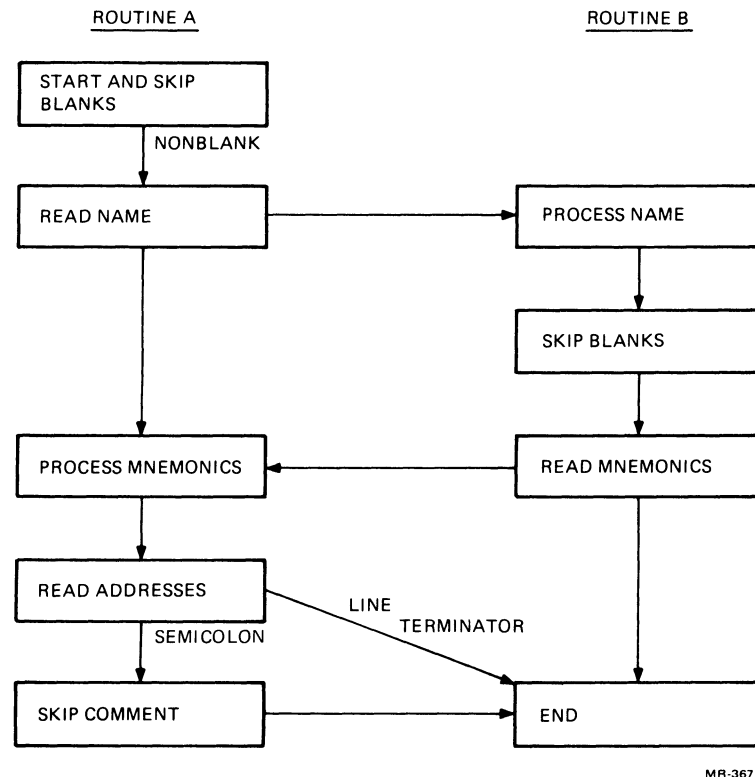 ROUTINE A
ROUTINE B
START AND SKIP
BLANKS
NONBLANK
READ NAME
PROCESS NAME
SKIP BLANKS
PROCESS MNEMONICS
READ MNEMONICS
READ ADDRESSES
LINE
TERMINATOR
SEMICOLON
SKIP COMMENT
END
MR-367